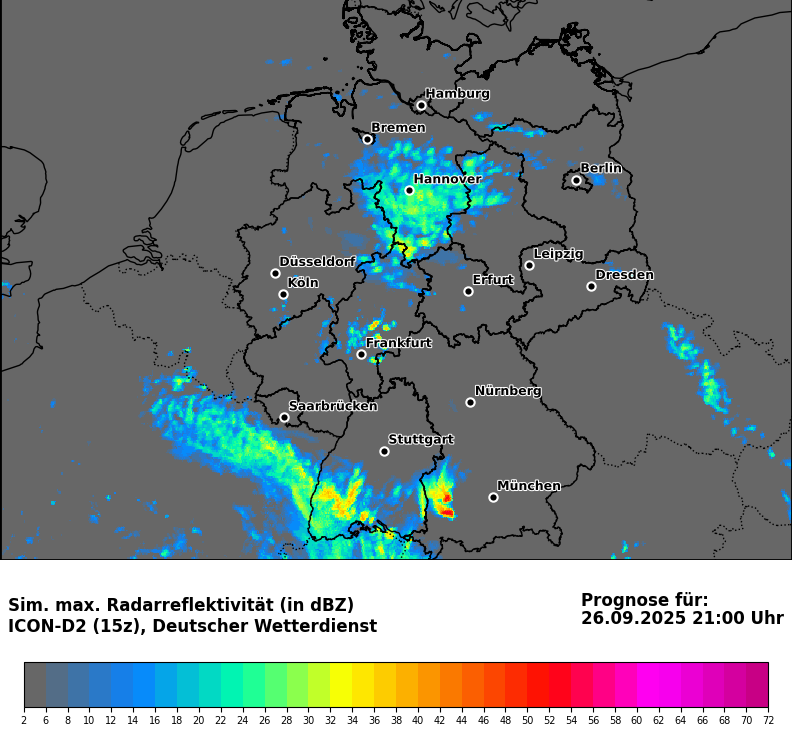 Hamburg
Bremen
Berlin
Hannover
Leipzig
Düsseldorf
Dresden
Köln
Erfurt
Frankfurt
Nürnberg
Saarbrücken
Stuttgart
München
Sim. max. Radarreflektivität (in dBZ)
ICON-D2 (15z), Deutscher Wetterdienst
Prognose für:
26.09.2025 21:00 Uhr
2 6 8 10 12 14 16 18 20 22 24 26 28 30 32 34 36 38 40 42 44 46 48 50 52 54 56 58 60 62 64 66 68 70 72